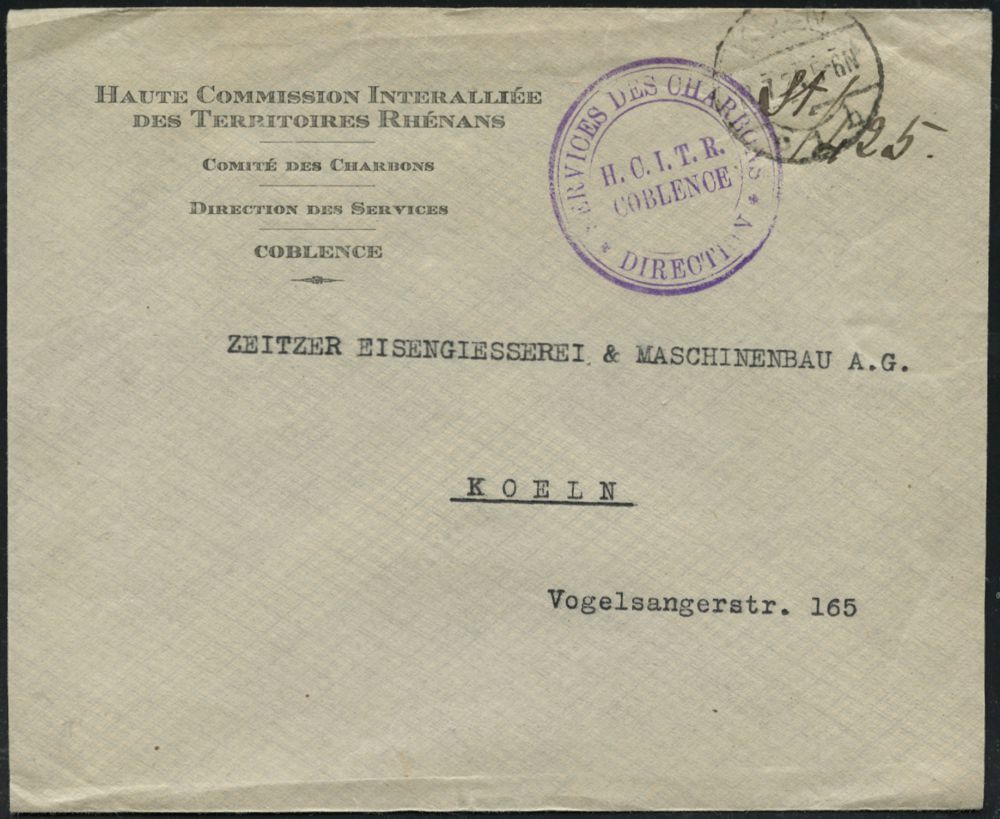 HAUTE COMMISSION INTERALLIÉE
DES TERRITOIRES RHÉNANS
COMITÉ DES CHARBONS
DIRECTION DES SERVICES
COBLENCE
SERVICES DES CHARBONS
H. C. I. T. R.
COBLENCE
* DIRECTION *
425.
ZEITZER EISENGIESSEREI & MASCHINENBAU A.G.
KOELN
Vogelsangerstr. 165